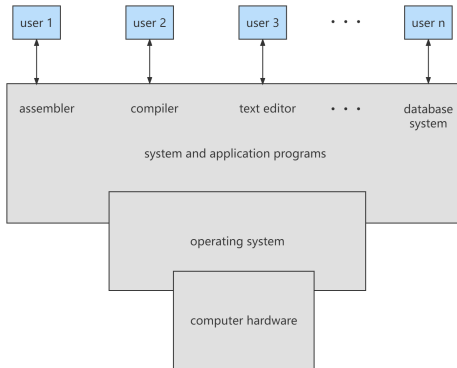 user 1
user 2
user 3
. . .
user n
assembler
compiler
text editor
. . .
database
system
system and application programs
operating system
computer hardware